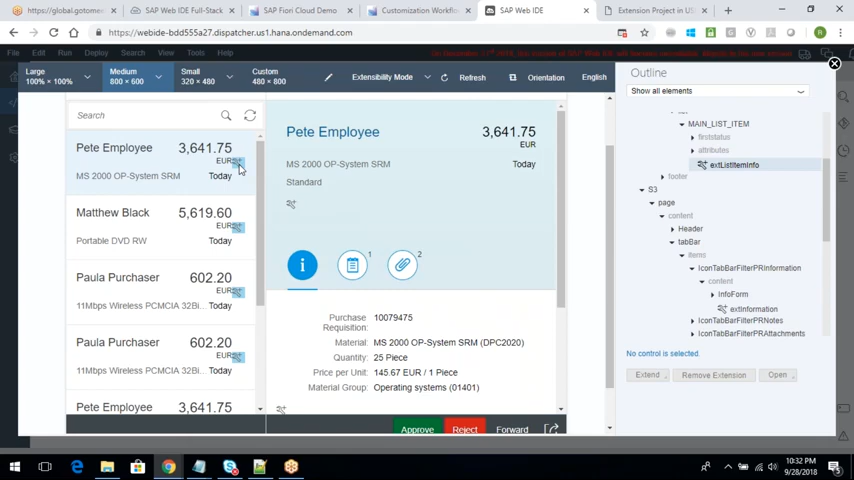 https://global.gotomee
SAP Web IDE Full-Stack
SAP Fiori Cloud Demo
Customization Workflow
SAP Web IDE
Extension Project in US
https://webide-bdd555a27.dispatcher.us1.hana.ondemand.com
File Edit Run Deploy Search View Tools Help
Large
100% × 100%
Medium
800 × 600
Small
320 × 480
Custom
480 × 800
Extensibility Mode
Refresh
Orientation
English
Search
Pete Employee 3,641.75
EUR
MS 2000 OP-System SRM Today
Matthew Black 5,619.60
EUR
Portable DVD RW Today
Paula Purchaser 602.20
EUR
11Mbps Wireless PCMCIA 32Bi... Today
Paula Purchaser 602.20
EUR
11Mbps Wireless PCMCIA 32Bi... Today
Pete Employee 3,641.75
Pete Employee 3,641.75
EUR
MS 2000 OP-System SRM Today
Standard
1
2
Purchase Requisition: 10079475
Material: MS 2000 OP-System SRM (DPC2020)
Quantity: 25 Piece
Price per Unit: 145.67 EUR / 1 Piece
Material Group: Operating systems (01401)
Approve Reject Forward
Outline
Show all elements
MAIN_LIST_ITEM
firststatus
attributes
extListItemInfo
footer
S3
page
content
Header
tabBar
items
IconTabBarFilterPRInformation
content
InfoForm
extInformation
IconTabBarFilterPRNotes
IconTabBarFilterPRAttachments
No control is selected.
Extend Remove Extension Open
10:32 PM
9/28/2018